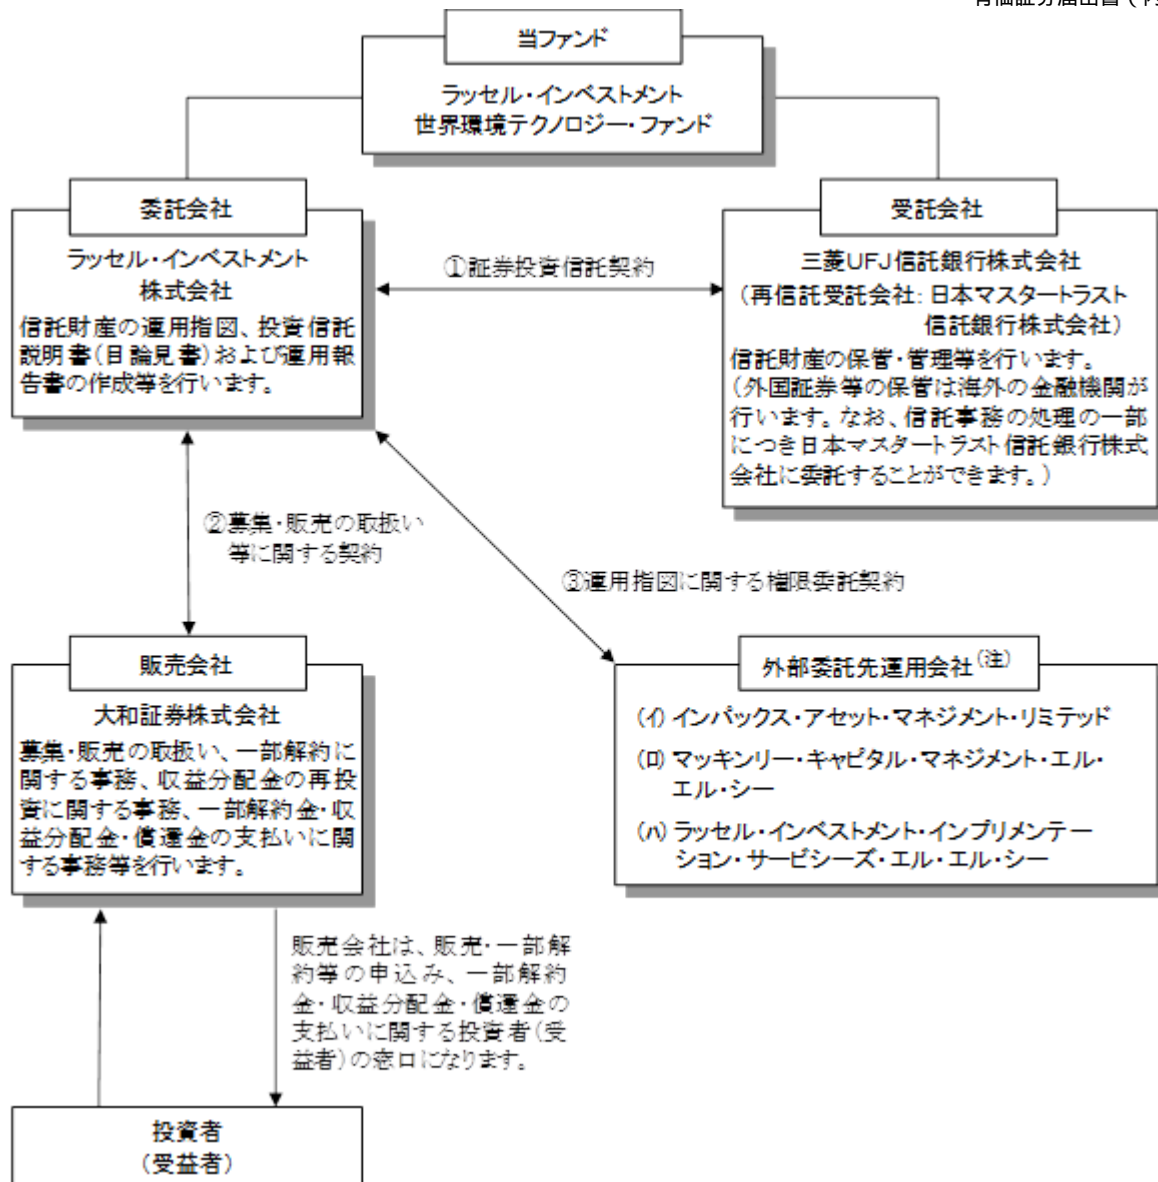 当ファンド
ラッセル・インベストメント
世界環境テクノロジー・ファンド
委託会社
ラッセル・インベストメント
株式会社
信託財産の運用指図、投資信託
説明書(目論見書)および運用報
告書の作成等を行います。
①証券投資信託契約
受託会社
三菱UFJ信託銀行株式会社
(再信託受託会社:日本マスタートラスト
信託銀行株式会社)
信託財産の保管・管理等を行います。
(外国証券等の保管は海外の金融機関が
行います。なお、信託事務の処理の一部
につき日本マスタートラスト信託銀行株式
会社に委託することができます。)
②募集・販売の取扱い
等に関する契約
③運用指図に関する権限委託契約
販売会社
大和証券株式会社
募集・販売の取扱い、一部解約に
関する事務、収益分配金の再投
資に関する事務、一部解約金・収
益分配金・償還金の支払いに関
する事務等を行います。
外部委託先運用会社(注)
(イ) インパックス・アセット・マネジメント・リミテッド
(ロ) マッキンリー・キャピタル・マネジメント・エル・
エル・シー
(ハ) ラッセル・インベストメント・インプリメンテー
ション・サービシーズ・エル・エル・シー
販売会社は、販売・一部解
約等の申込み、一部解約
金・収益分配金・償還金の
支払いに関する投資者(受
益者)の窓口になります。
投資者
(受益者)